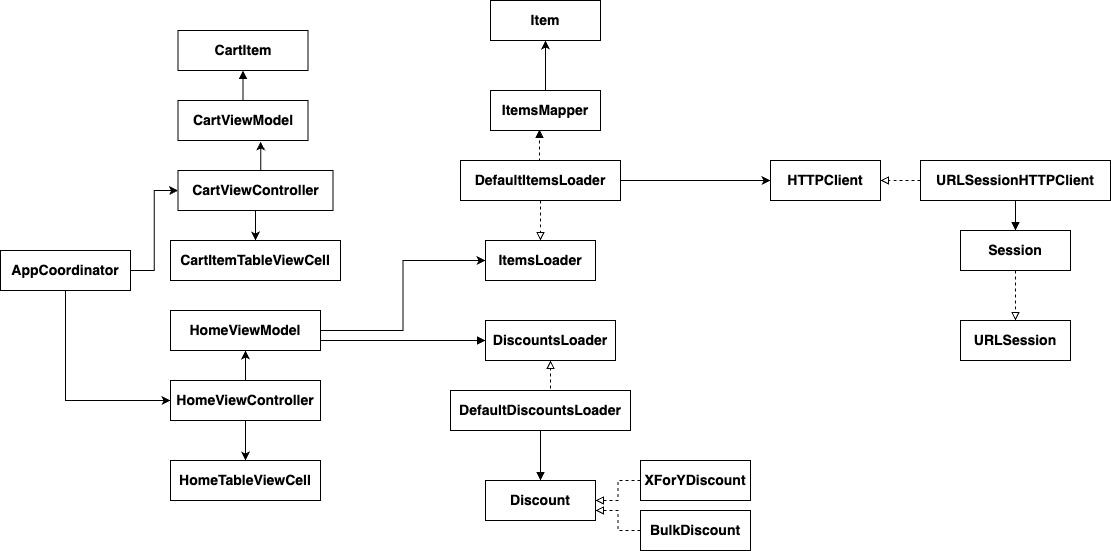 Item
CartItem
ItemsMapper
CartViewModel
DefaultItemsLoader
HTTPClient
URLSessionHTTPClient
CartViewController
CartItemTableViewCell
ItemsLoader
Session
AppCoordinator
HomeViewModel
DiscountsLoader
URLSession
HomeViewController
DefaultDiscountsLoader
HomeTableViewCell
XForYDiscount
Discount
BulkDiscount